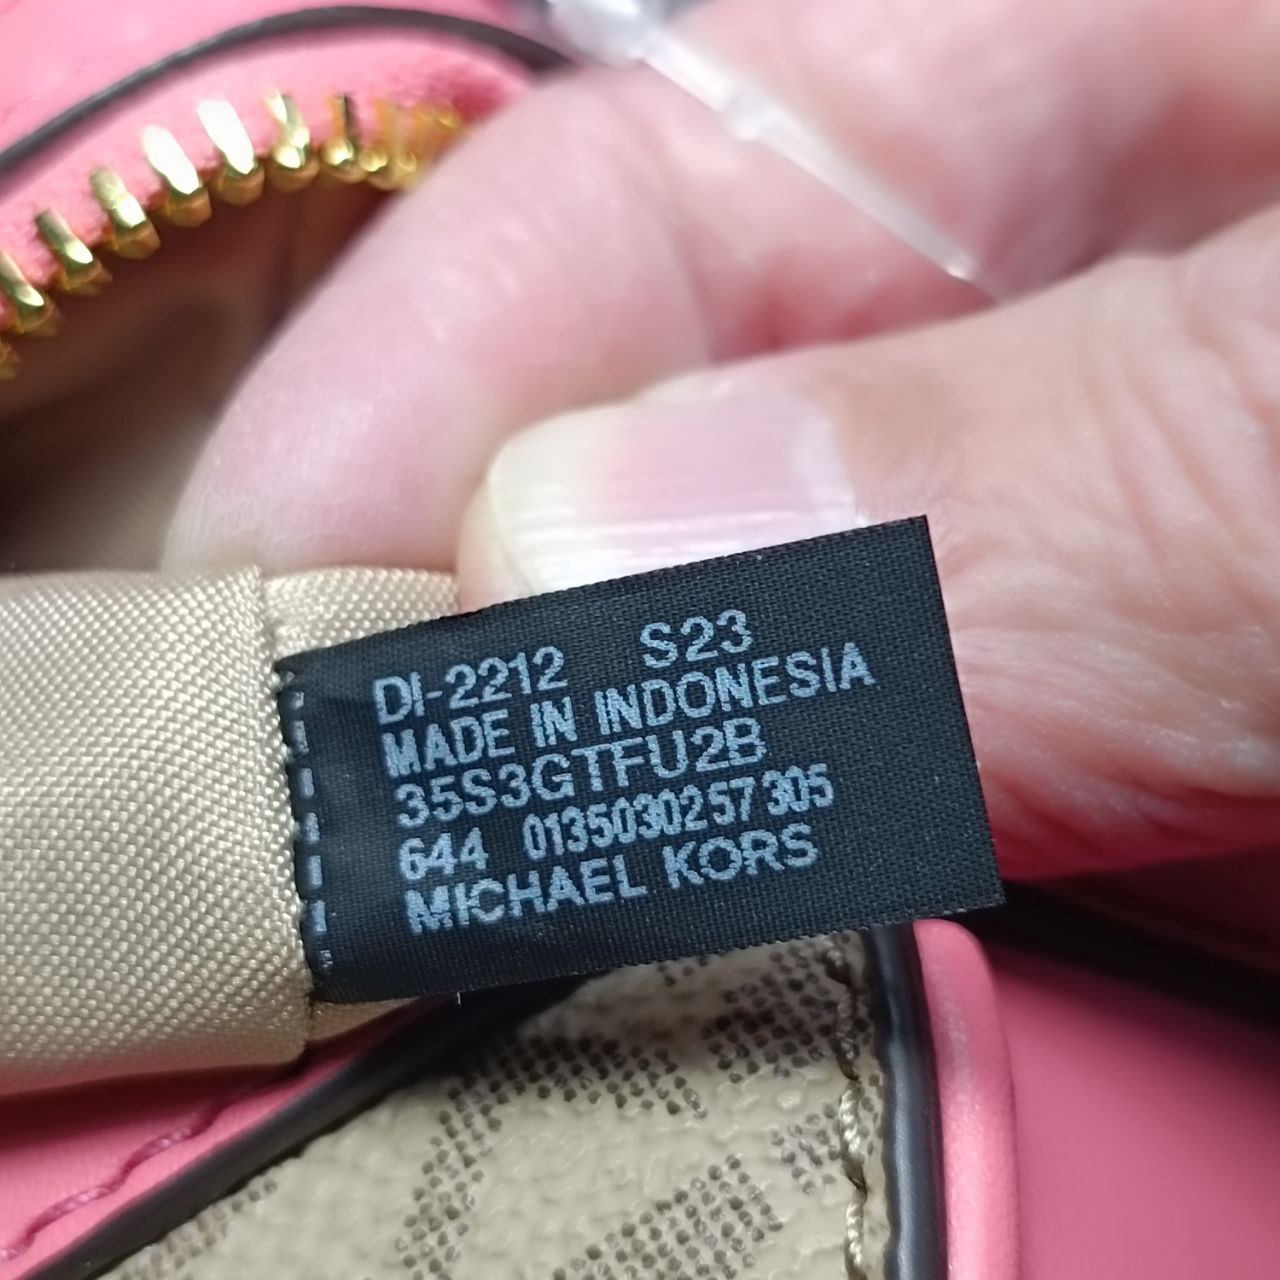 DI-2212 S23
MADE IN INDONESIA
35S3GTFU2B
644 0135030257305
MICHAEL KORS